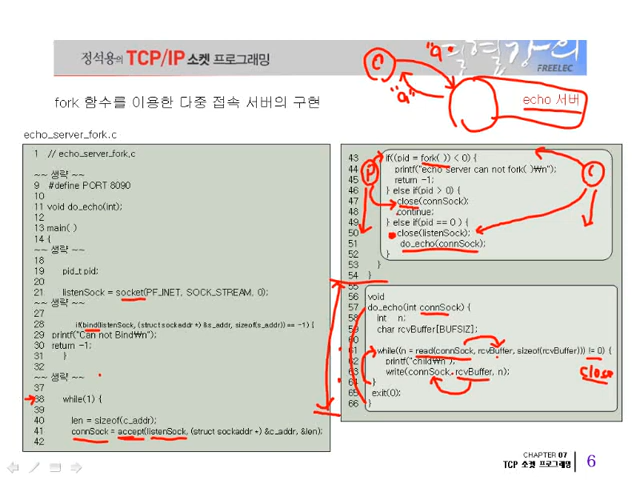 정석용의 TCP/IP 소켓 프로그래밍
FREELEC
C
"a"
"a"
echo 서버
fork 함수를 이용한 다중 접속 서버의 구현
echo_server_fork.c
1 // echo_server_fork.c
~~ 생략 ~~
9 #define PORT 8090
10
11 void do_echo(int);
12
13 main( )
14 {
~~ 생략 ~~
18
19 pid_t pid;
20
21 listenSock = socket(PF_INET, SOCK_STREAM, 0);
~~ 생략 ~~
27
28 if(bind(listenSock, (struct sockaddr *) &s_addr, sizeof(s_addr)) == -1) {
29 printf("Can not Bind\n");
30 return -1;
31 }
32
~~ 생략 ~~
37
38 while(1) {
39
40 len = sizeof(c_addr);
41 connSock = accept(listenSock, (struct sockaddr *) &c_addr, &len);
42
43 if((pid = fork( )) < 0) {
44 printf("echo server can not fork( )\n");
45 return -1;
46 } else if(pid > 0) {
47 close(connSock);
48 continue;
49 } else if(pid == 0 ) {
50 close(listenSock);
51 do_echo(connSock);
52 }
53 }
54 }
P
C
55
56 void
57 do_echo(int connSock) {
58 int n;
59 char rcvBuffer[BUFSIZ];
60
61 while((n = read(connSock, rcvBuffer, sizeof(rcvBuffer))) != 0) {
62 printf("child\n");
63 write(connSock, rcvBuffer, n);
64 }
65 exit(0);
66 }
close
CHAPTER 07
TCP 소켓 프로그래밍
6